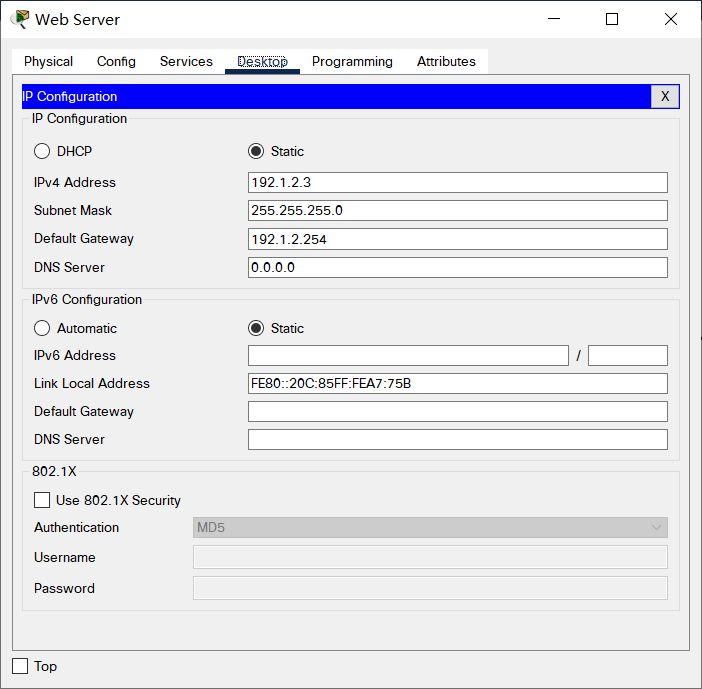 Web Server
Physical Config Services Desktop Programming Attributes
IP Configuration X
IP Configuration
DHCP Static
IPv4 Address 192.1.2.3
Subnet Mask 255.255.255.0
Default Gateway 192.1.2.254
DNS Server 0.0.0.0
IPv6 Configuration
Automatic Static
IPv6 Address /
Link Local Address FE80::20C:85FF:FEA7:75B
Default Gateway
DNS Server
802.1X
Use 802.1X Security
Authentication MD5
Username
Password
Top